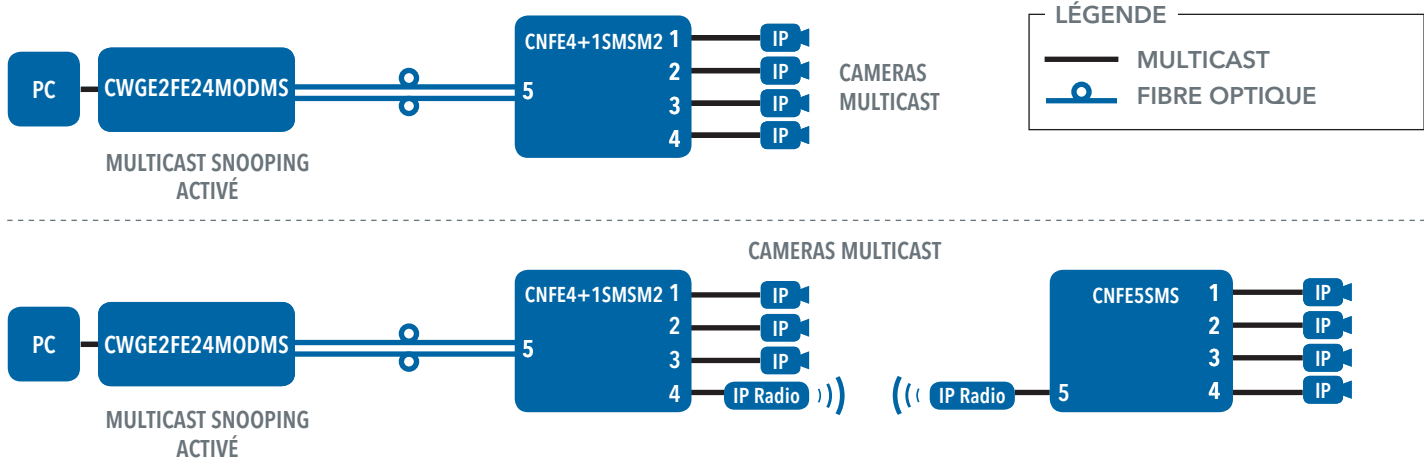 LÉGENDE
MULTICAST
FIBRE OPTIQUE
PC
CWGE2FE24MODMS
MULTICAST SNOOPING
ACTIVÉ
5
CNFE4+1SMSM2
1
2
3
4
IP
IP
IP
IP
CAMERAS
MULTICAST
CAMERAS MULTICAST
PC
CWGE2FE24MODMS
MULTICAST SNOOPING
ACTIVÉ
5
CNFE4+1SMSM2
1
2
3
4
IP
IP
IP
IP Radio
IP Radio
5
CNFE5SMS
1
2
3
4
IP
IP
IP
IP